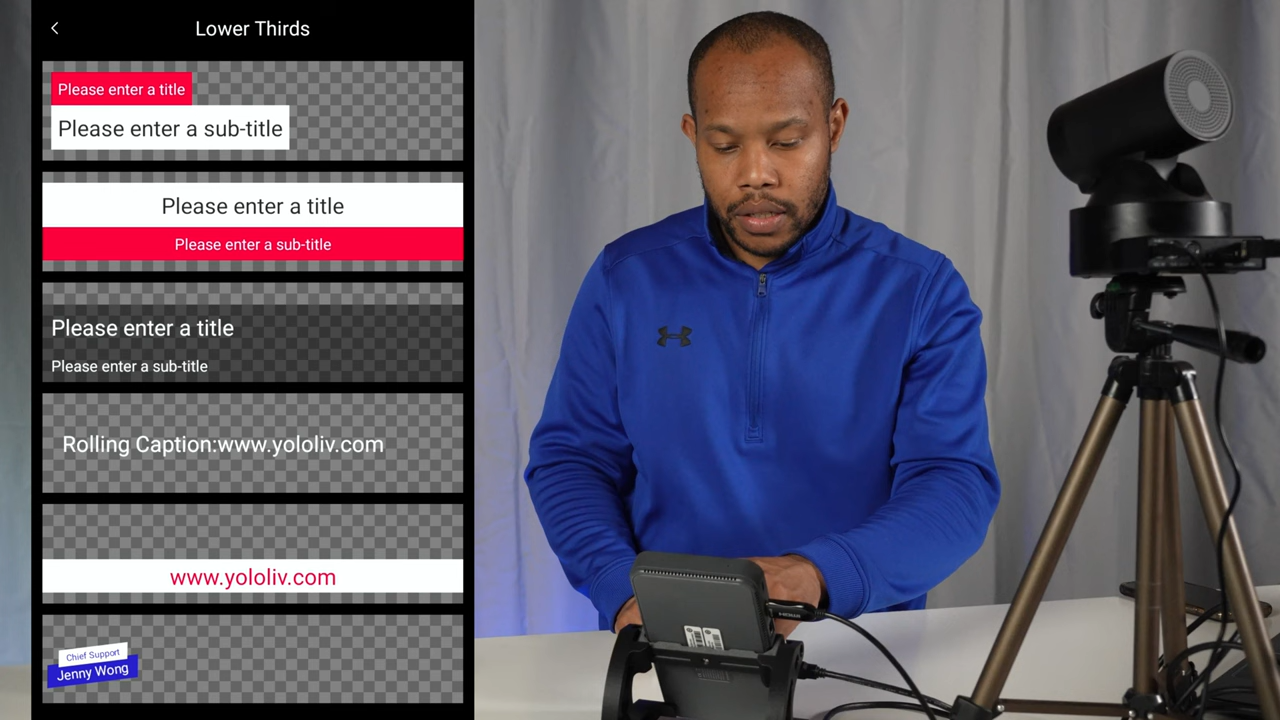 Lower Thirds
Please enter a title
Please enter a sub-title
Please enter a title
Please enter a sub-title
Please enter a title
Please enter a sub-title
Rolling Caption:www.yololiv.com
www.yololiv.com
Chief Support
Jenny Wong